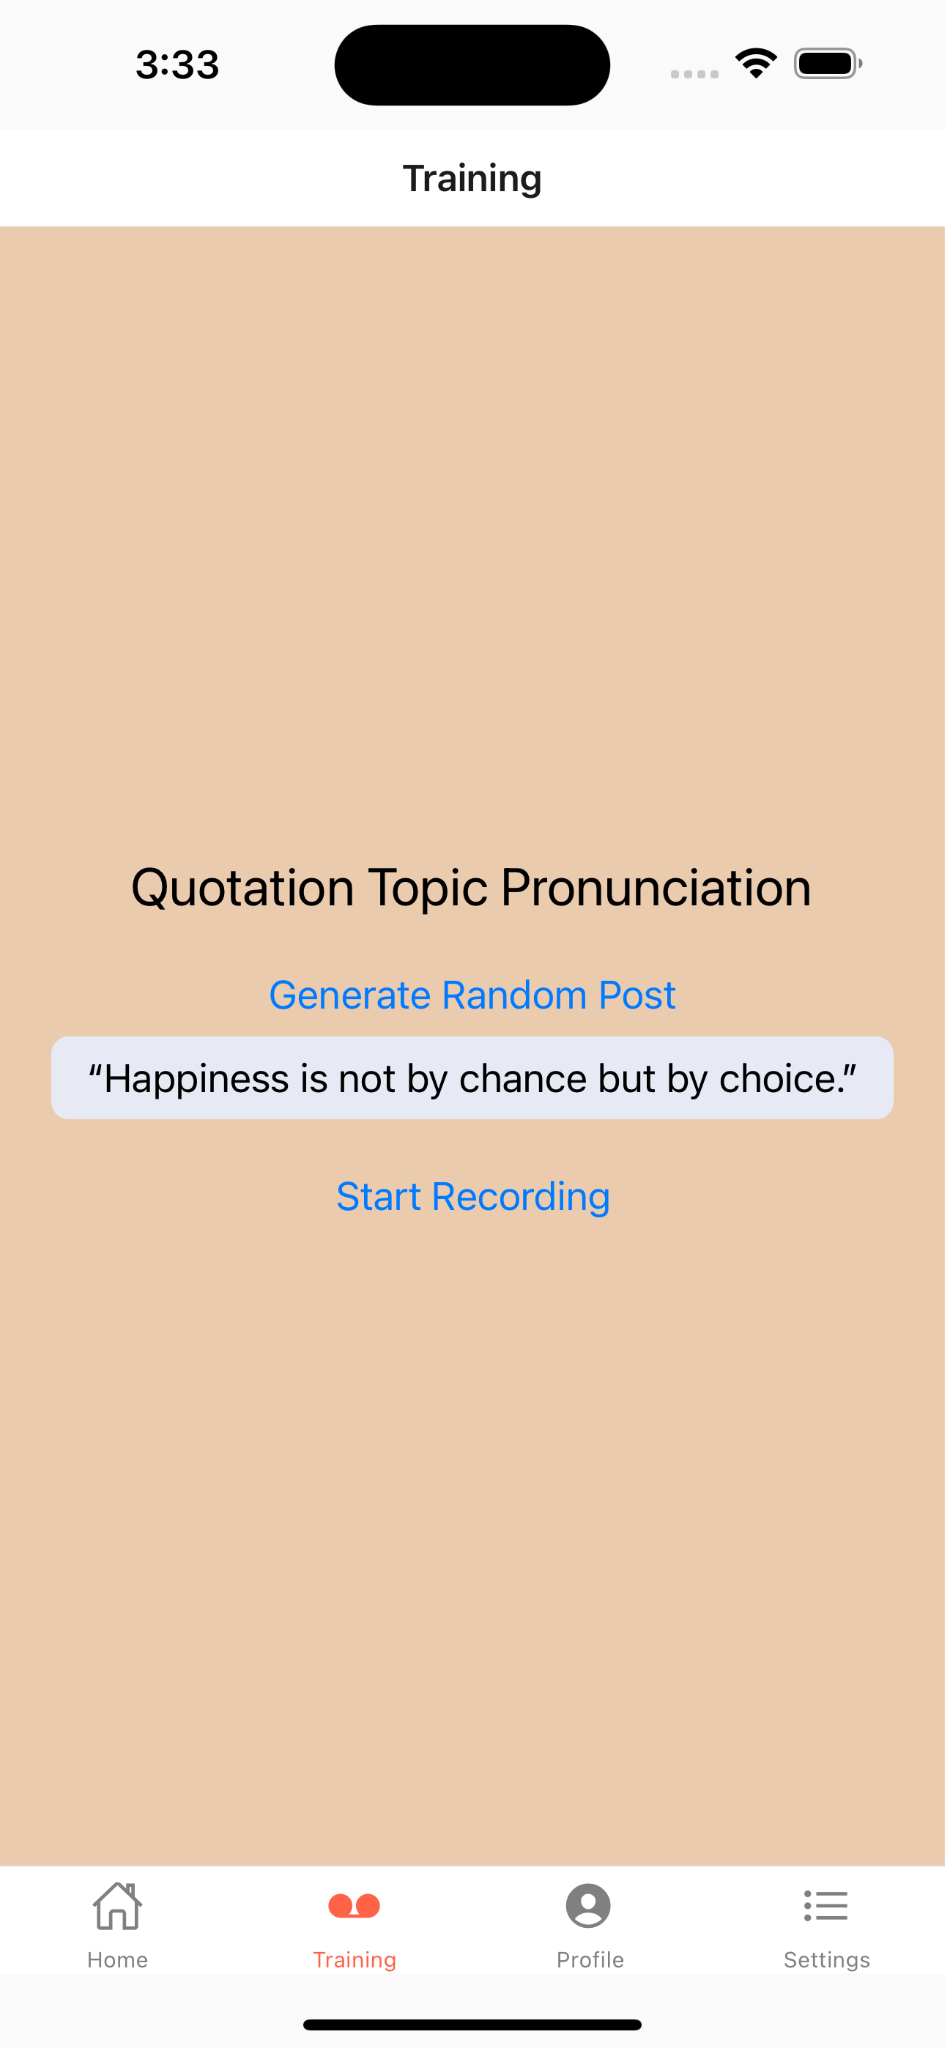 3:33
Training
Quotation Topic Pronunciation
Generate Random Post
“Happiness is not by chance but by choice.”
Start Recording
Home
Training
Profile
Settings